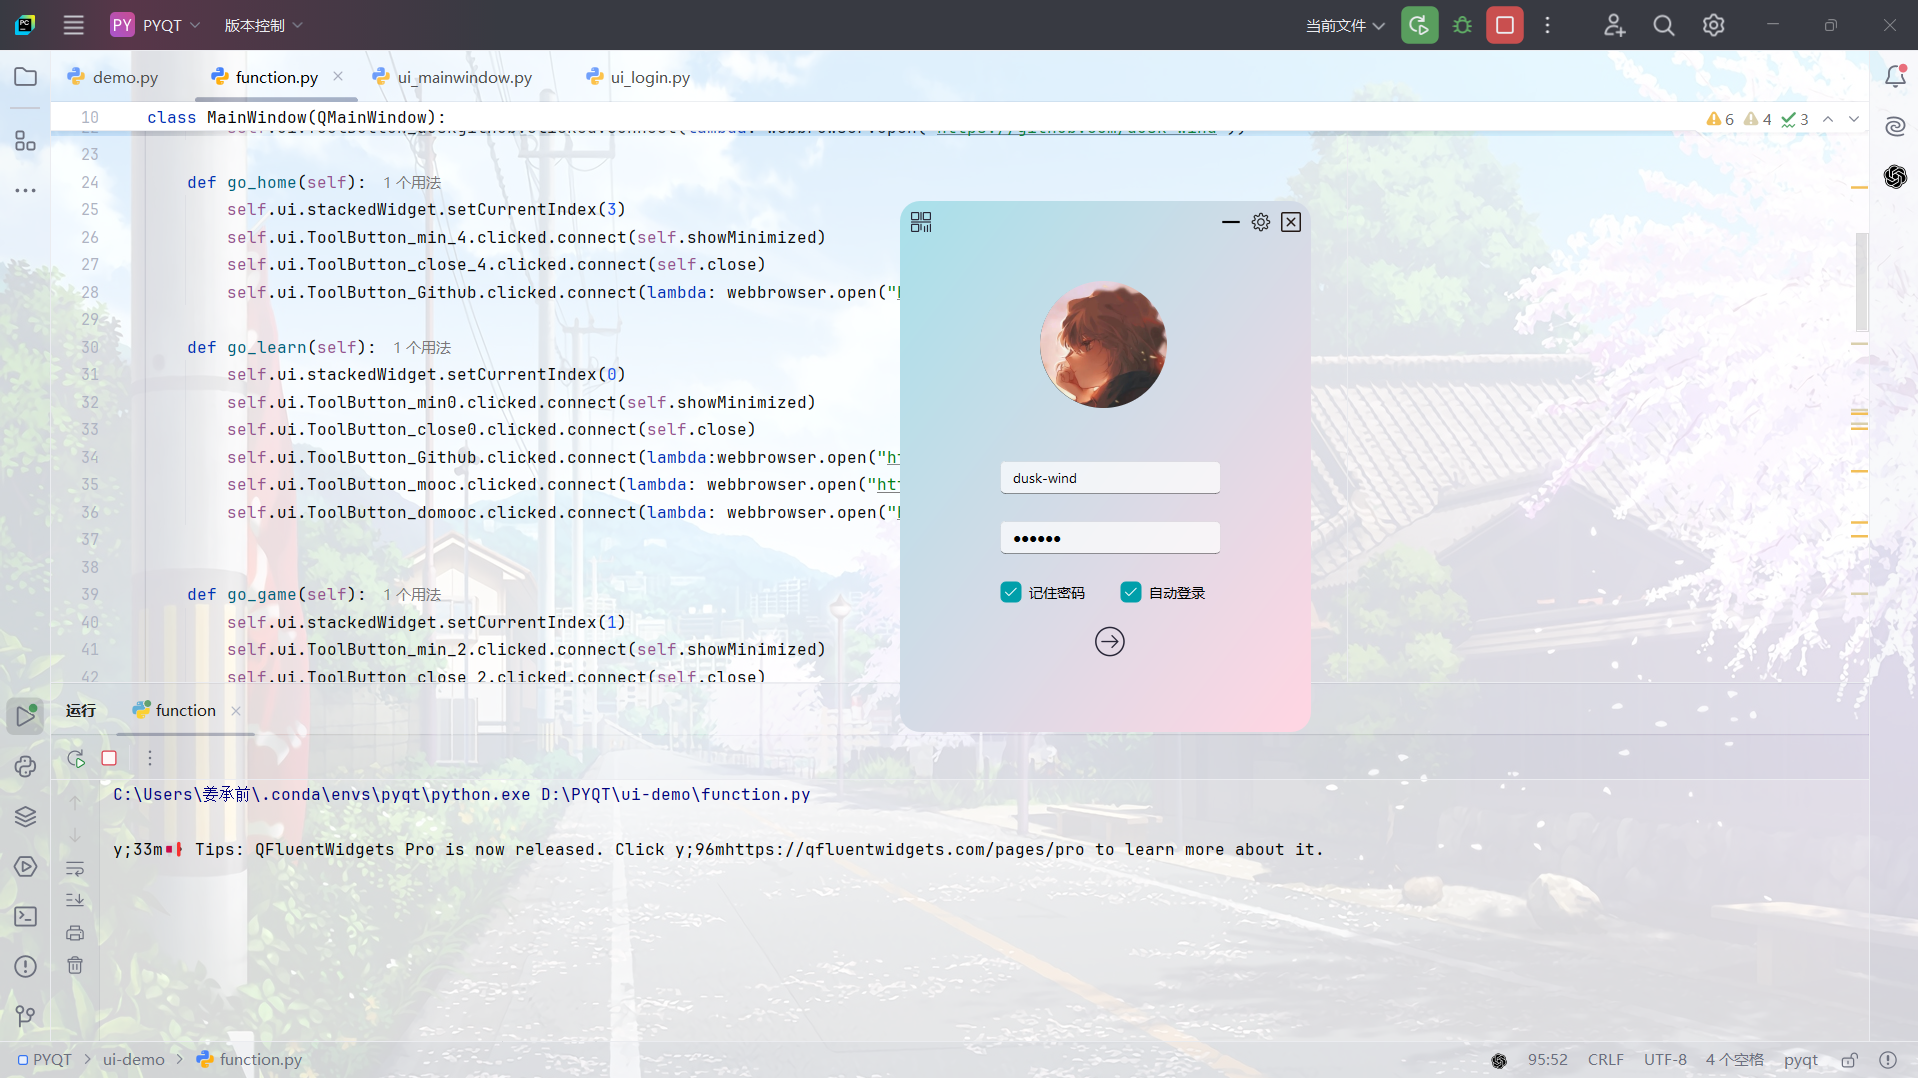 PY PYQT 版本控制 当前文件
demo.py function.py ui_mainwindow.py ui_login.py
10 class MainWindow(QMainWindow): 6 4 3
23
24 def go_home(self): 1 个用法
25 self.ui.stackedWidget.setCurrentIndex(3)
26 self.ui.ToolButton_min_4.clicked.connect(self.showMinimized)
27 self.ui.ToolButton_close_4.clicked.connect(self.close)
28 self.ui.ToolButton_Github.clicked.connect(lambda: webbrowser.open("
29
30 def go_learn(self): 1 个用法
31 self.ui.stackedWidget.setCurrentIndex(0)
32 self.ui.ToolButton_min0.clicked.connect(self.showMinimized)
33 self.ui.ToolButton_close0.clicked.connect(self.close)
34 self.ui.ToolButton_Github.clicked.connect(lambda:webbrowser.open("ht
35 self.ui.ToolButton_mooc.clicked.connect(lambda: webbrowser.open("htt
36 self.ui.ToolButton_domooc.clicked.connect(lambda: webbrowser.open("
37
38
39 def go_game(self): 1 个用法
40 self.ui.stackedWidget.setCurrentIndex(1)
41 self.ui.ToolButton_min_2.clicked.connect(self.showMinimized)
42 self.ui.ToolButton_close_2.clicked.connect(self.close)
dusk-wind
••••••
记住密码 自动登录
运行 function
C:\Users\姜承前\.conda\envs\pyqt\python.exe D:\PYQT\ui-demo\function.py
y;33m Tips: QFluentWidgets Pro is now released. Click y;96mhttps://qfluentwidgets.com/pages/pro to learn more about it.
PYQT > ui-demo > function.py 95:52 CRLF UTF-8 4 个空格 pyqt